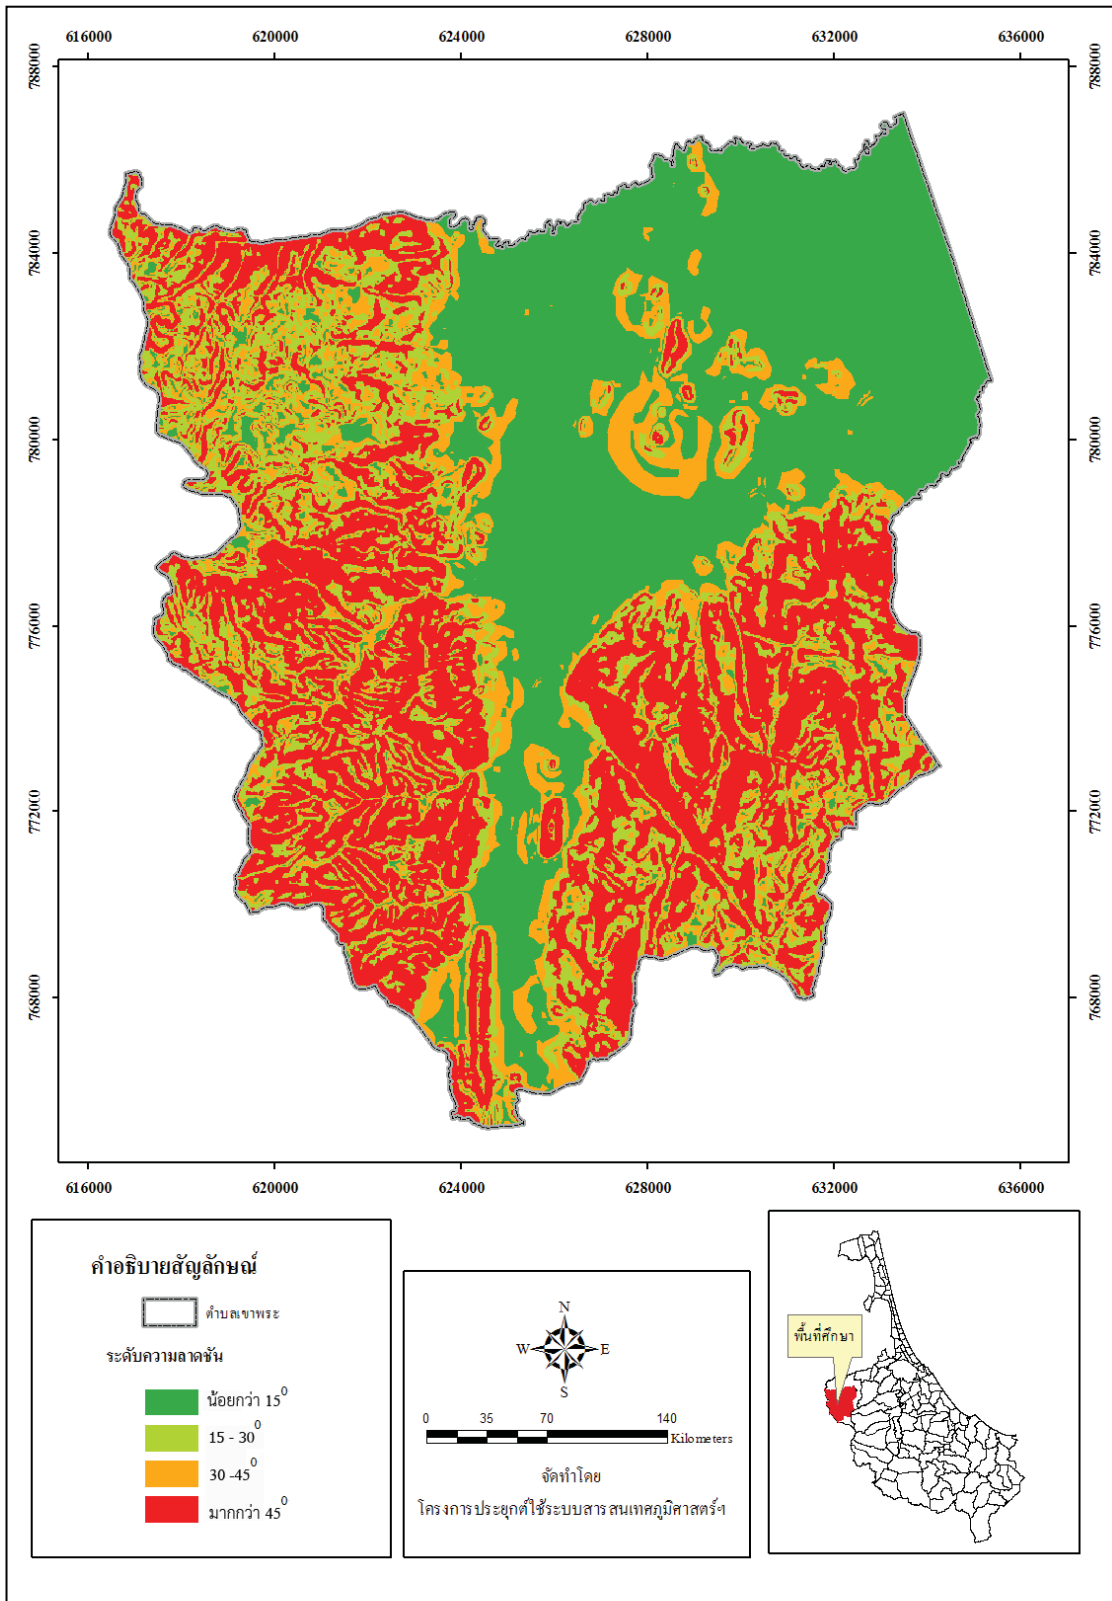 616000 620000 624000 628000 632000 636000
788000 788000
784000 784000
780000 780000
776000 776000
772000 772000
768000 768000
616000 620000 624000 628000 632000 636000
คำอธิบายสัญลักษณ์
ตำบลเขาพระ
ระดับความลาดชัน
น้อยกว่า 15⁰
15 - 30⁰
30 -45⁰
มากกว่า 45⁰
N
W E
S
0 35 70 140
Kilometers
จัดทำโดย
โครงการประยุกต์ใช้ระบบสารสนเทศภูมิศาสตร์ฯ
พื้นที่ศึกษา